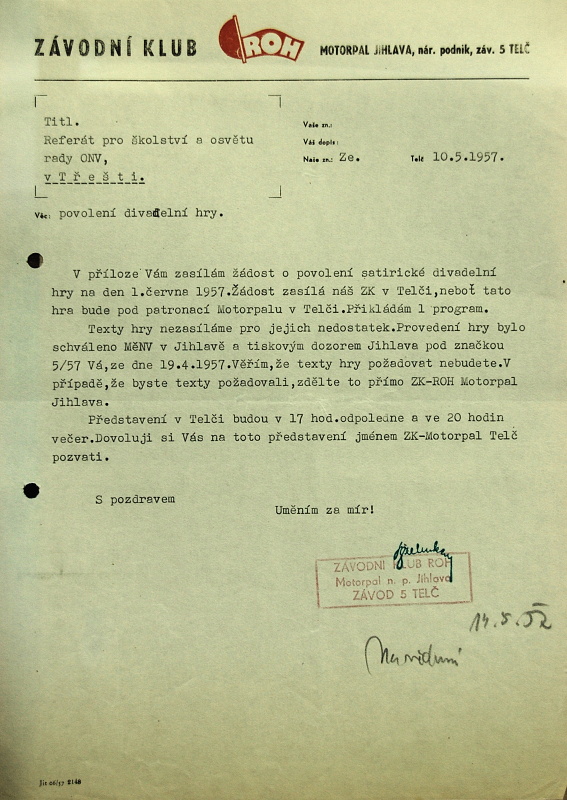 ZÁVODNÍ KLUB ROH MOTORPAL JIHLAVA, nár. podnik, záv. 5 TELČ
Titl.
Referát pro školství a osvětu
rady ONV,
v Třešti.
Vaše zn.:
Váš dopis:
Naše zn.: Ze. Telč 10.5.1957.
Věc: povolení divadelní hry.
V příloze Vám zasílám žádost o povolení satirické divadelní
hry na den 1.června 1957.Žádost zasílá náš ZK v Telči,neboť tato
hra bude pod patronací Motorpalu v Telči.Přikládám 1 program.
Texty hry nezasíláme pro jejich nedostatek.Provedení hry bylo
schváleno MěNV v Jihlavě a tiskovým dozorem Jihlava pod značkou
5/57 Vá,ze dne 19.4.1957.Věřím,že texty hry požadovat nebudete.V
případě,že byste texty požadovali,zdělte to přímo ZK-ROH Motorpal
Jihlava.
Představení v Telči budou v 17 hod.odpoledne a ve 20 hodin
večer.Dovoluji si Vás na toto představení jménem ZK-Motorpal Telč
pozvati.
S pozdravem
Uměním za mír!
ZÁVODNÍ KLUB ROH
Motorpal n. p. Jihlava
ZÁVOD 5 TELČ
14.5.57
Jit 06/57 2148